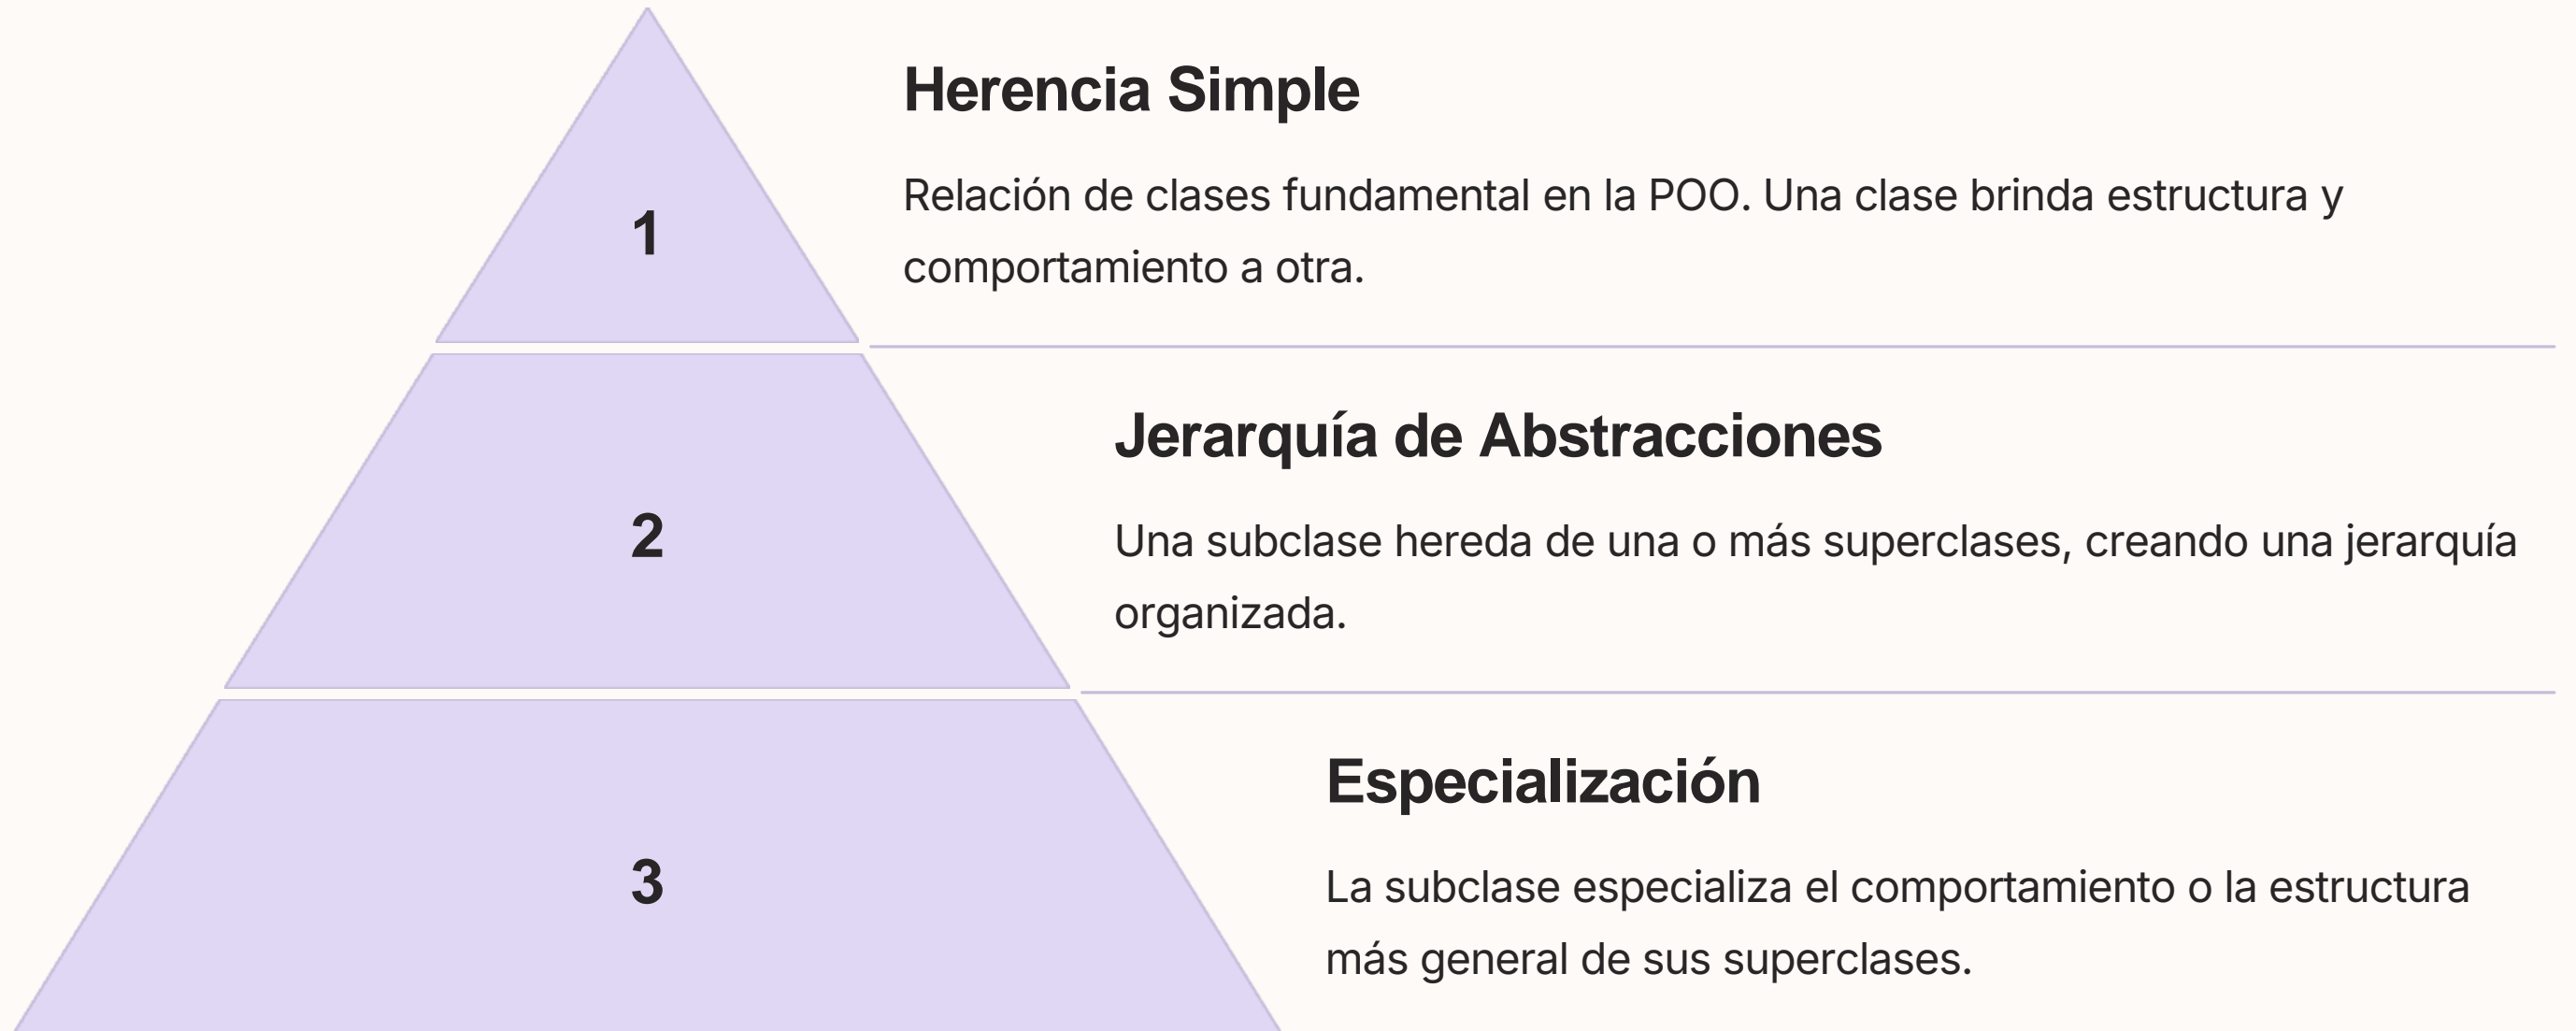 1
Herencia Simple
Relación de clases fundamental en la POO. Una clase brinda estructura y
comportamiento a otra.
2
Jerarquía de Abstracciones
Una subclase hereda de una o más superclases, creando una jerarquía
organizada.
3
Especialización
La subclase especializa el comportamiento o la estructura
más general de sus superclases.